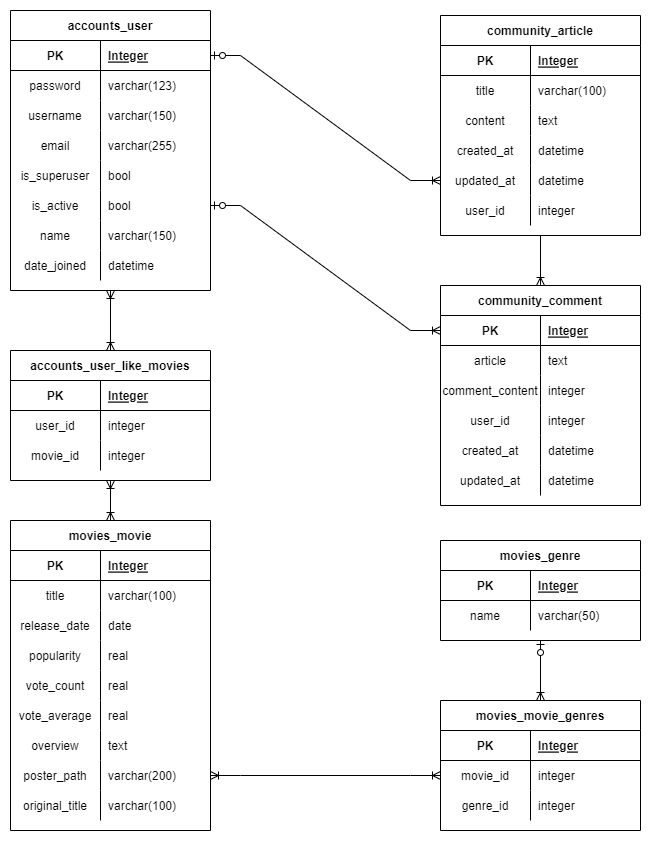 accounts_user
PK Integer
password varchar(123)
username varchar(150)
email varchar(255)
is_superuser bool
is_active bool
name varchar(150)
date_joined datetime
accounts_user_like_movies
PK Integer
user_id integer
movie_id integer
movies_movie
PK Integer
title varchar(100)
release_date date
popularity real
vote_count real
vote_average real
overview text
poster_path varchar(200)
original_title varchar(100)
community_article
PK Integer
title varchar(100)
content text
created_at datetime
updated_at datetime
user_id integer
community_comment
PK Integer
article text
comment_content integer
user_id integer
created_at datetime
updated_at datetime
movies_genre
PK Integer
name varchar(50)
movies_movie_genres
PK Integer
movie_id integer
genre_id integer